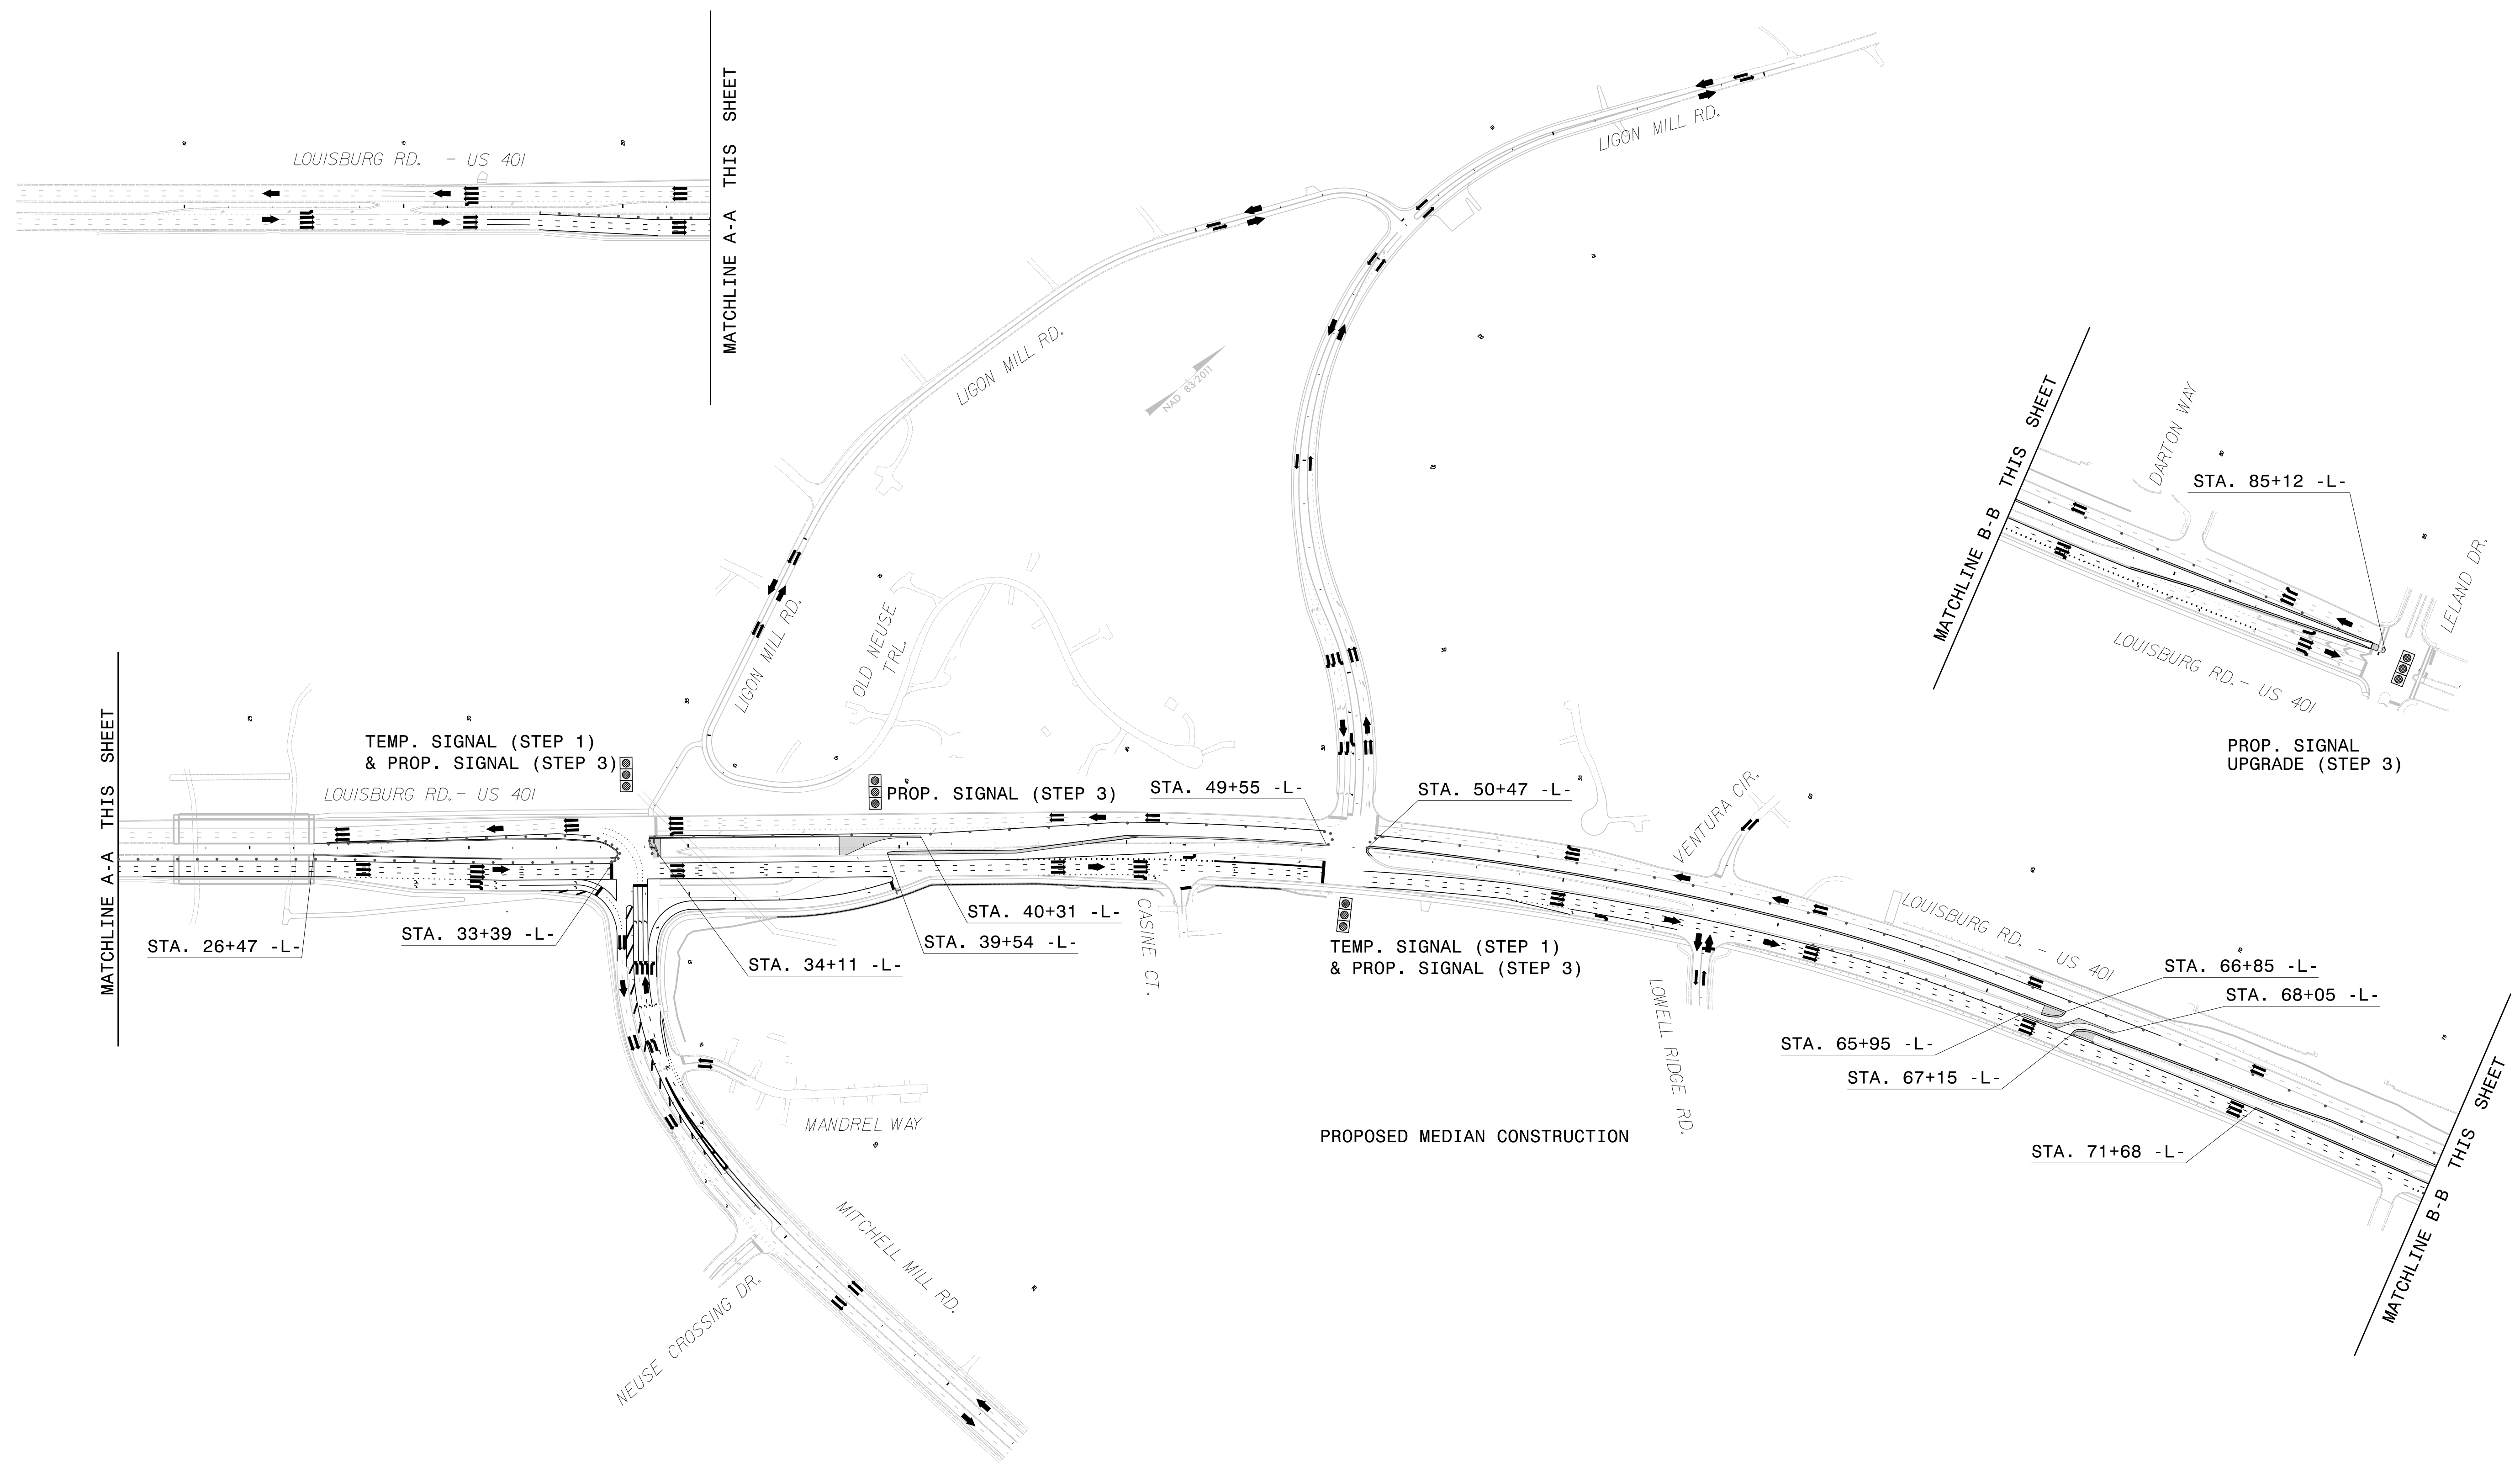 LOUISBURG RD. - US 401
MATCHLINE A-A THIS SHEET
LIGON MILL RD.
LIGON MILL RD.
NAD 83/2011
LIGON MILL RD.
OLD NEUSE
TRL.
MATCHLINE B-B THIS SHEET
DARTON WAY
STA. 85+12 -L-
LELAND DR.
LOUISBURG RD.- US 401
PROP. SIGNAL
UPGRADE (STEP 3)
MATCHLINE A-A THIS SHEET
TEMP. SIGNAL (STEP 1)
& PROP. SIGNAL (STEP 3)
LOUISBURG RD.- US 401
PROP. SIGNAL (STEP 3)
STA. 49+55 -L-
STA. 50+47 -L-
VENTURA CIR.
LOUISBURG RD. - US 401
STA. 26+47 -L-
STA. 33+39 -L-
STA. 34+11 -L-
STA. 40+31 -L-
STA. 39+54 -L-
CASINE CT.
TEMP. SIGNAL (STEP 1)
& PROP. SIGNAL (STEP 3)
LOWELL RIDGE RD.
STA. 66+85 -L-
STA. 68+05 -L-
STA. 65+95 -L-
STA. 67+15 -L-
STA. 71+68 -L-
MATCHLINE B-B THIS SHEET
MANDREL WAY
PROPOSED MEDIAN CONSTRUCTION
MITCHELL MILL RD.
NEUSE CROSSING DR.